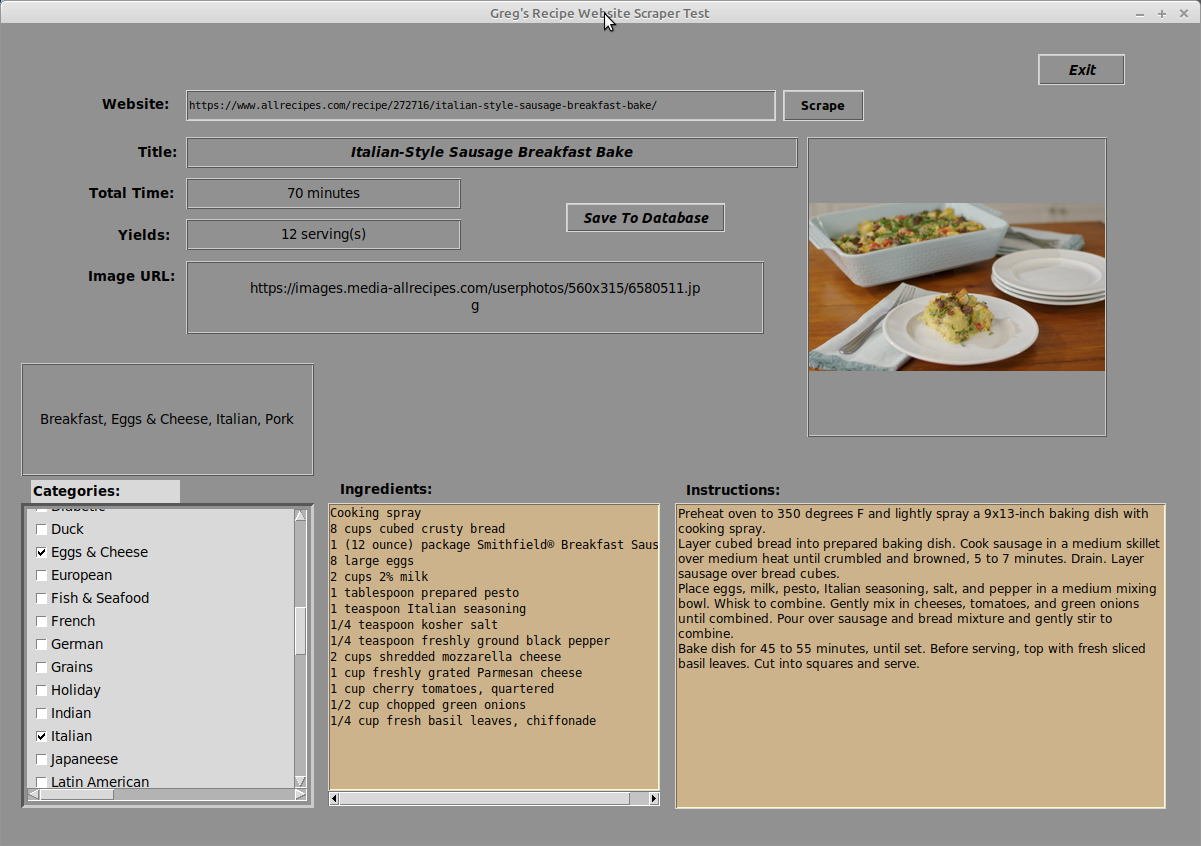 Greg's Recipe Website Scraper Test
Exit
Website:
https://www.allrecipes.com/recipe/272716/italian-style-sausage-breakfast-bake/
Scrape
Title:
Italian-Style Sausage Breakfast Bake
Total Time:
70 minutes
Save To Database
Yields:
12 serving(s)
Image URL:
https://images.media-allrecipes.com/userphotos/560x315/6580511.jp
g
Breakfast, Eggs & Cheese, Italian, Pork
Categories:
Diabetic
Duck
Eggs & Cheese
European
Fish & Seafood
French
German
Grains
Holiday
Indian
Italian
Japaneese
Latin American
Ingredients:
Cooking spray
8 cups cubed crusty bread
1 (12 ounce) package Smithfield® Breakfast Saus
8 large eggs
2 cups 2% milk
1 tablespoon prepared pesto
1 teaspoon Italian seasoning
1/4 teaspoon kosher salt
1/4 teaspoon freshly ground black pepper
2 cups shredded mozzarella cheese
1 cup freshly grated Parmesan cheese
1 cup cherry tomatoes, quartered
1/2 cup chopped green onions
1/4 cup fresh basil leaves, chiffonade
Instructions:
Preheat oven to 350 degrees F and lightly spray a 9x13-inch baking dish with
cooking spray.
Layer cubed bread into prepared baking dish. Cook sausage in a medium skillet
over medium heat until crumbled and browned, 5 to 7 minutes. Drain. Layer
sausage over bread cubes.
Place eggs, milk, pesto, Italian seasoning, salt, and pepper in a medium mixing
bowl. Whisk to combine. Gently mix in cheeses, tomatoes, and green onions
until combined. Pour over sausage and bread mixture and gently stir to
combine.
Bake dish for 45 to 55 minutes, until set. Before serving, top with fresh sliced
basil leaves. Cut into squares and serve.